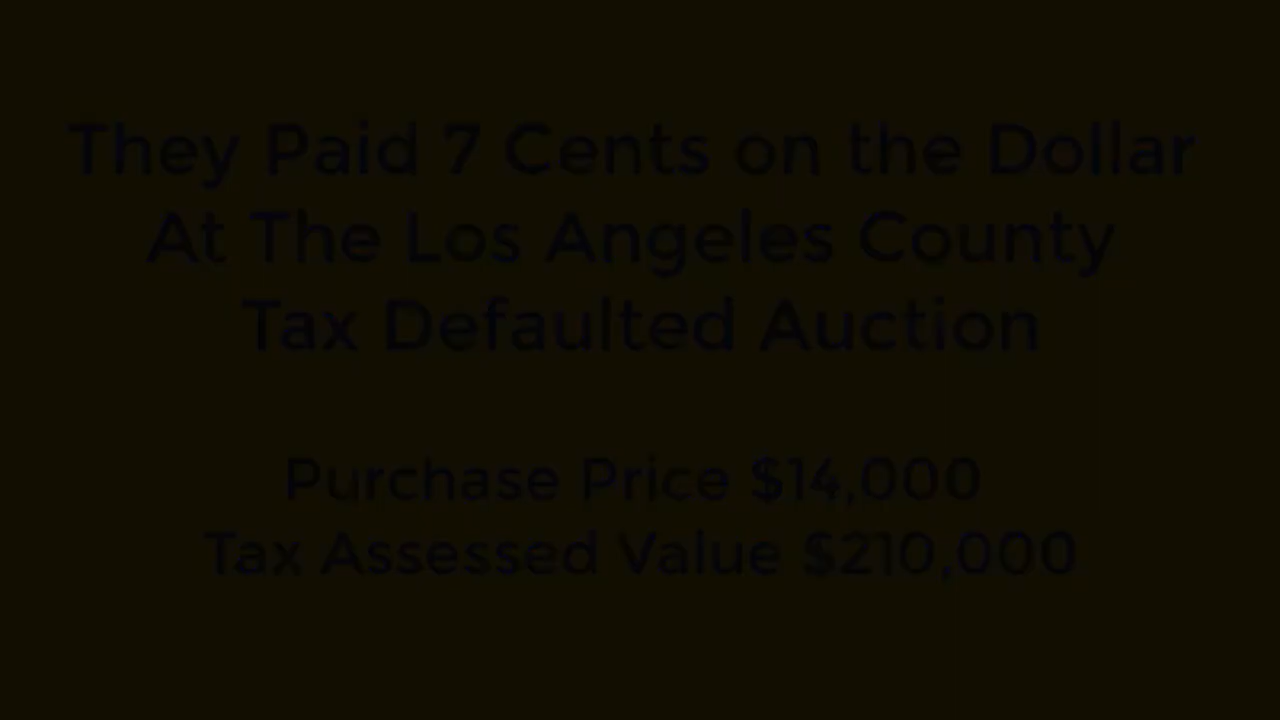 They Paid 7 Cents on the Dollar
At The Los Angeles County
Tax Defaulted Auction
Purchase Price $14,000
Tax Assessed Value $210,000